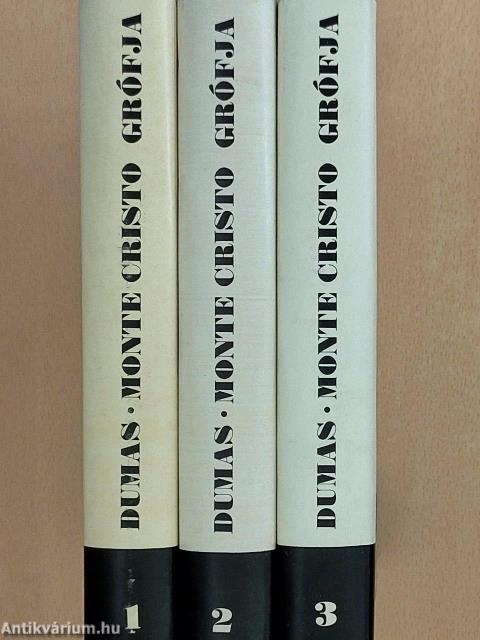 DUMAS · MONTE CRISTO GRÓFJA
1
DUMAS · MONTE CRISTO GRÓFJA
2
DUMAS · MONTE CRISTO GRÓFJA
3
Antikvárium.hu